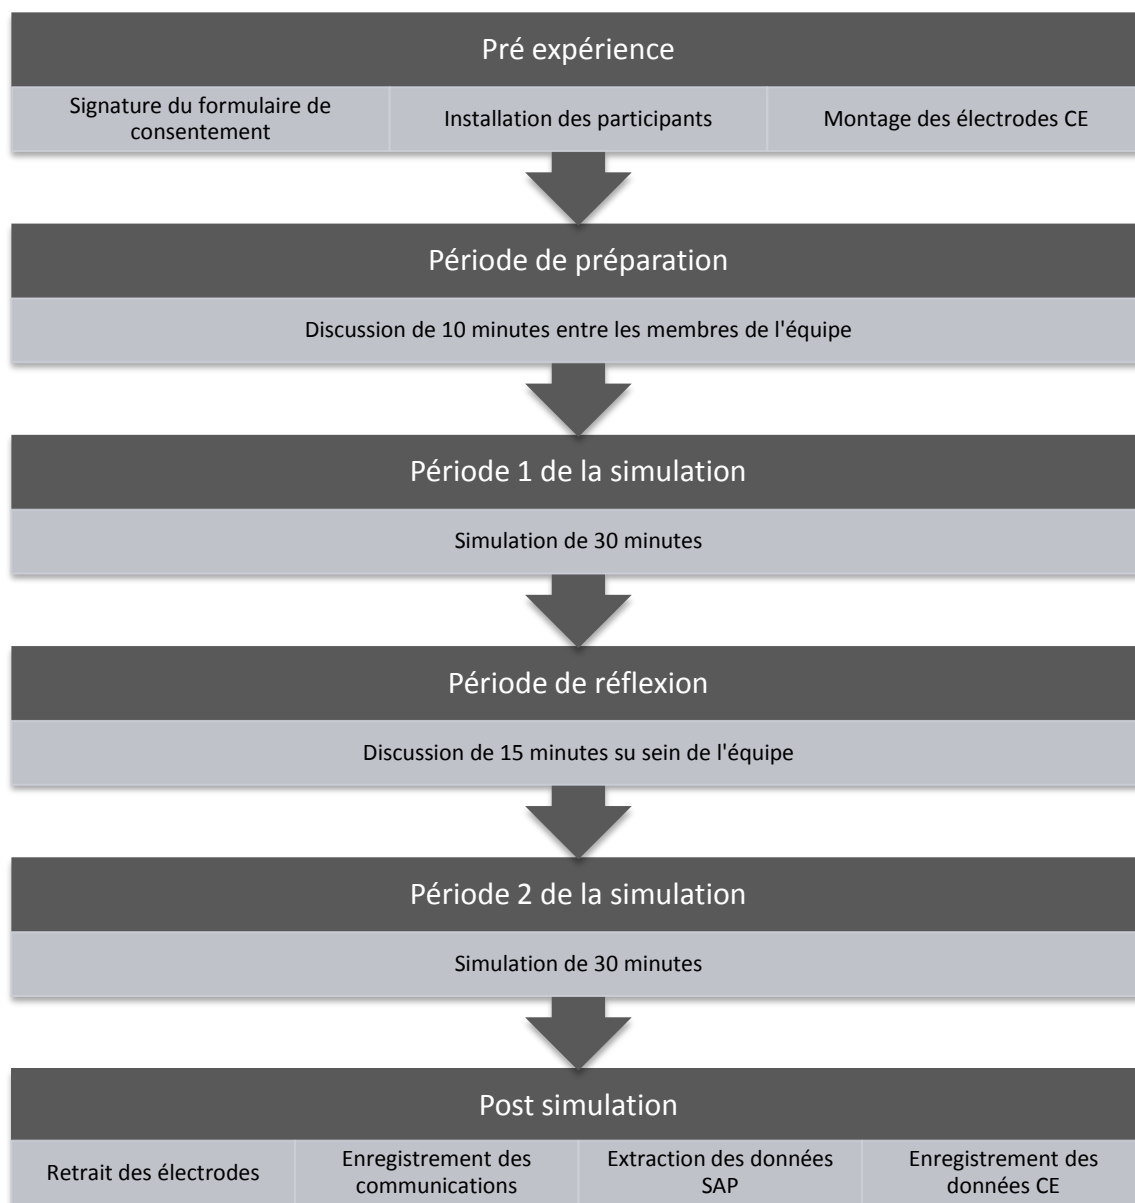 Pré expérience
Signature du formulaire de
consentement
Installation des participants
Montage des électrodes CE
Période de préparation
Discussion de 10 minutes entre les membres de l'équipe
Période 1 de la simulation
Simulation de 30 minutes
Période de réflexion
Discussion de 15 minutes su sein de l'équipe
Période 2 de la simulation
Simulation de 30 minutes
Post simulation
Retrait des électrodes
Enregistrement des
communications
Extraction des données
SAP
Enregistrement des
données CE